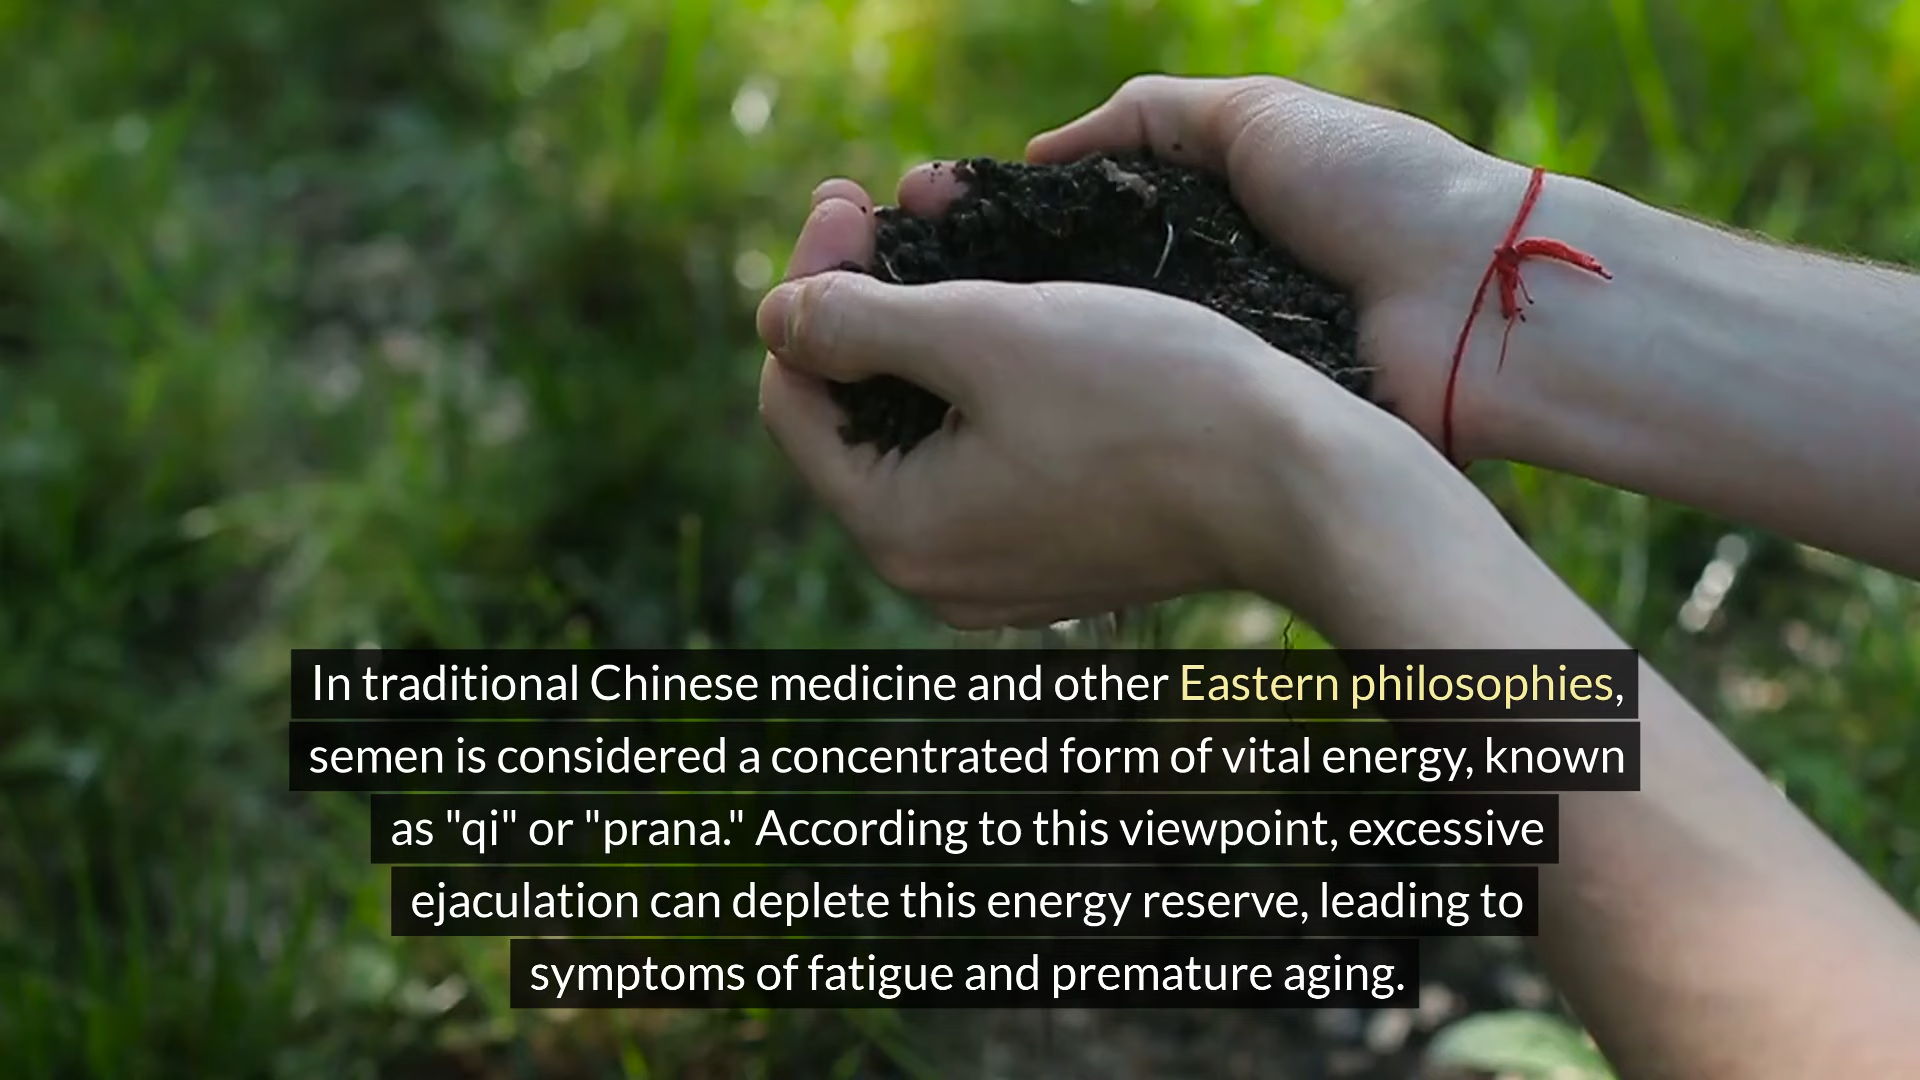 In traditional Chinese medicine and other Eastern philosophies,
semen is considered a concentrated form of vital energy, known
as "qi" or "prana." According to this viewpoint, excessive
ejaculation can deplete this energy reserve, leading to
symptoms of fatigue and premature aging.